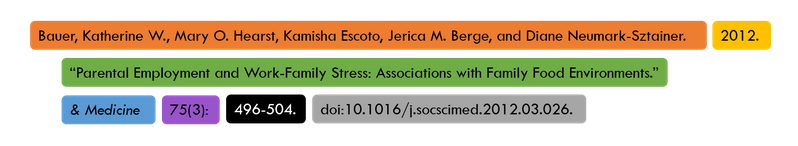 Bauer, Katherine W., Mary O. Hearst, Kamisha Escoto, Jerica M. Berge, and Diane Neumark-Sztainer. 2012.
“Parental Employment and Work-Family Stress: Associations with Family Food Environments.”
& Medicine 75(3): 496-504. doi:10.1016/j.socscimed.2012.03.026.